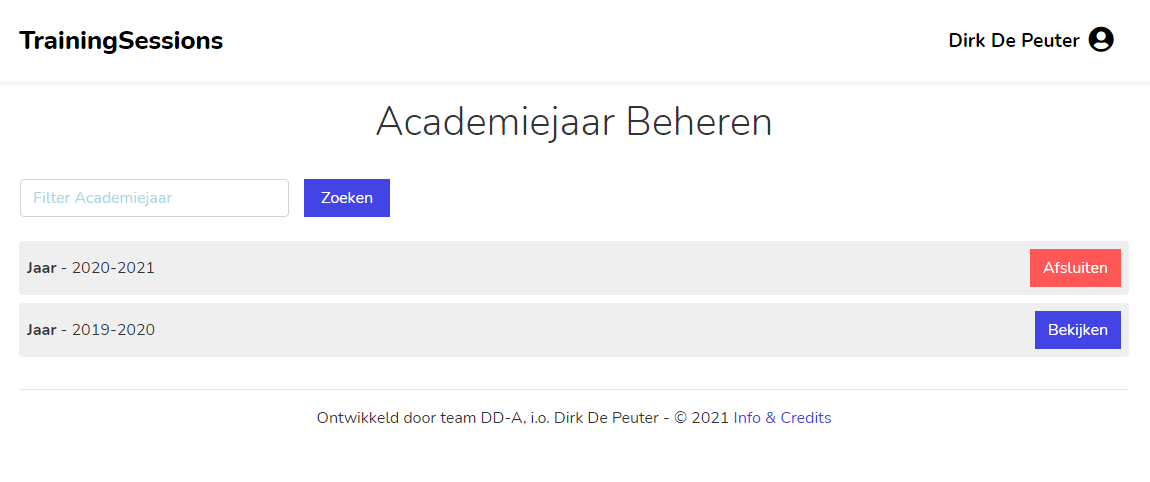 TrainingSessions
Dirk De Peuter
Academiejaar Beheren
Filter Academiejaar
Zoeken
Jaar - 2020-2021
Afsluiten
Jaar - 2019-2020
Bekijken
Ontwikkeld door team DD-A, i.o. Dirk De Peuter - © 2021 Info & Credits